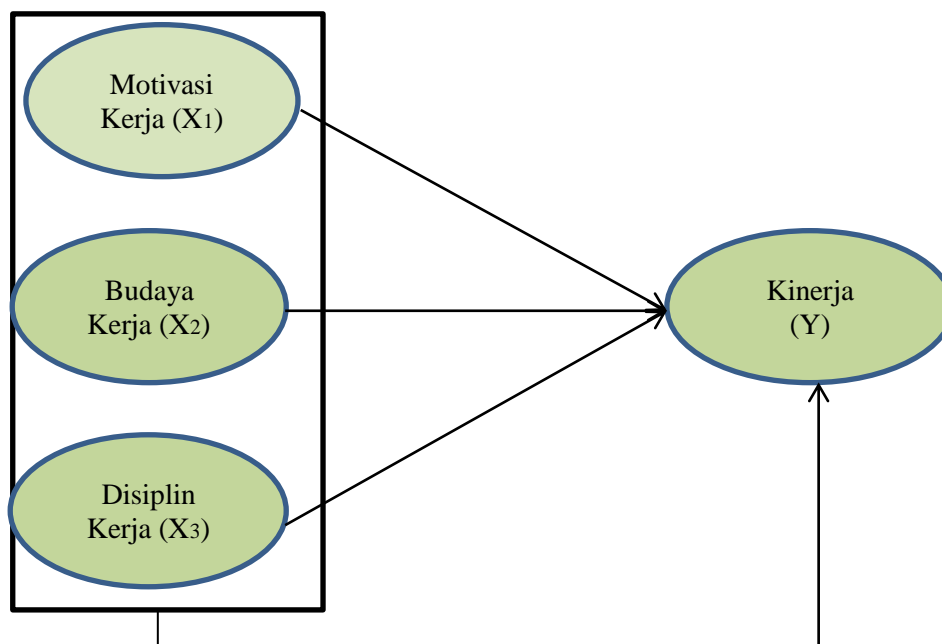 Motivasi
Kerja (X1)
Budaya
Kerja (X2)
Kinerja
(Y)
Disiplin
Kerja (X3)